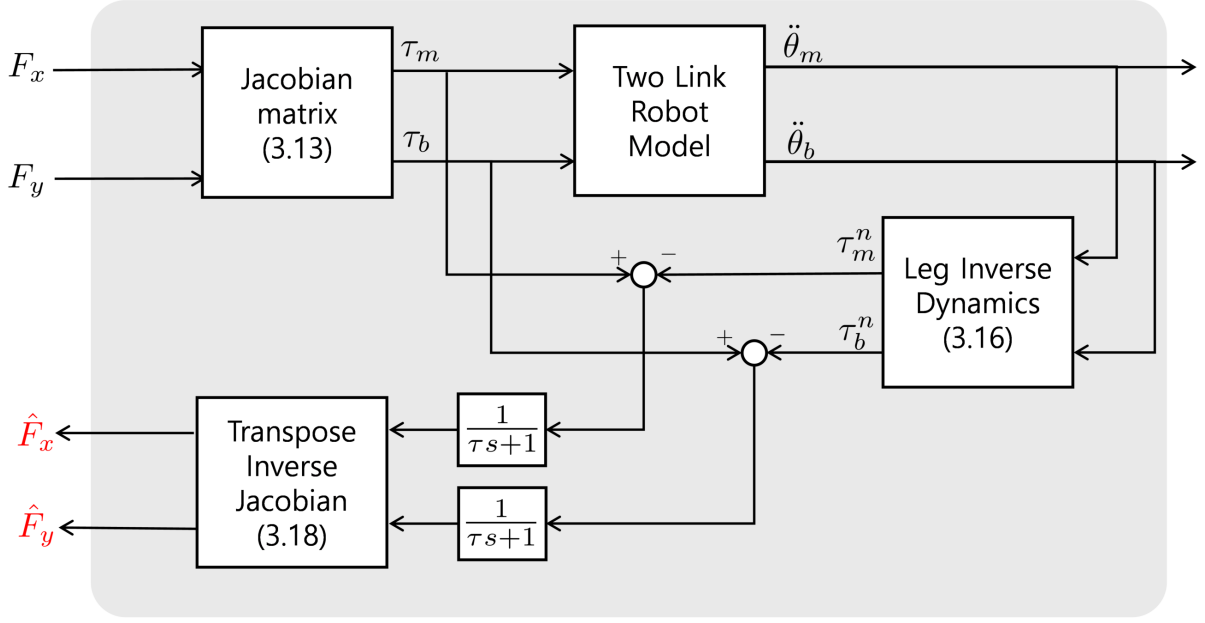 F_x
F_y
Jacobian
matrix
(3.13)
τ_m
τ_b
Two Link
Robot
Model
θ̈_m
θ̈_b
τ_m^n
τ_b^n
Leg Inverse
Dynamics
(3.16)
+ −
+ −
F̂_x
F̂_y
Transpose
Inverse
Jacobian
(3.18)
1
τs+1
1
τs+1